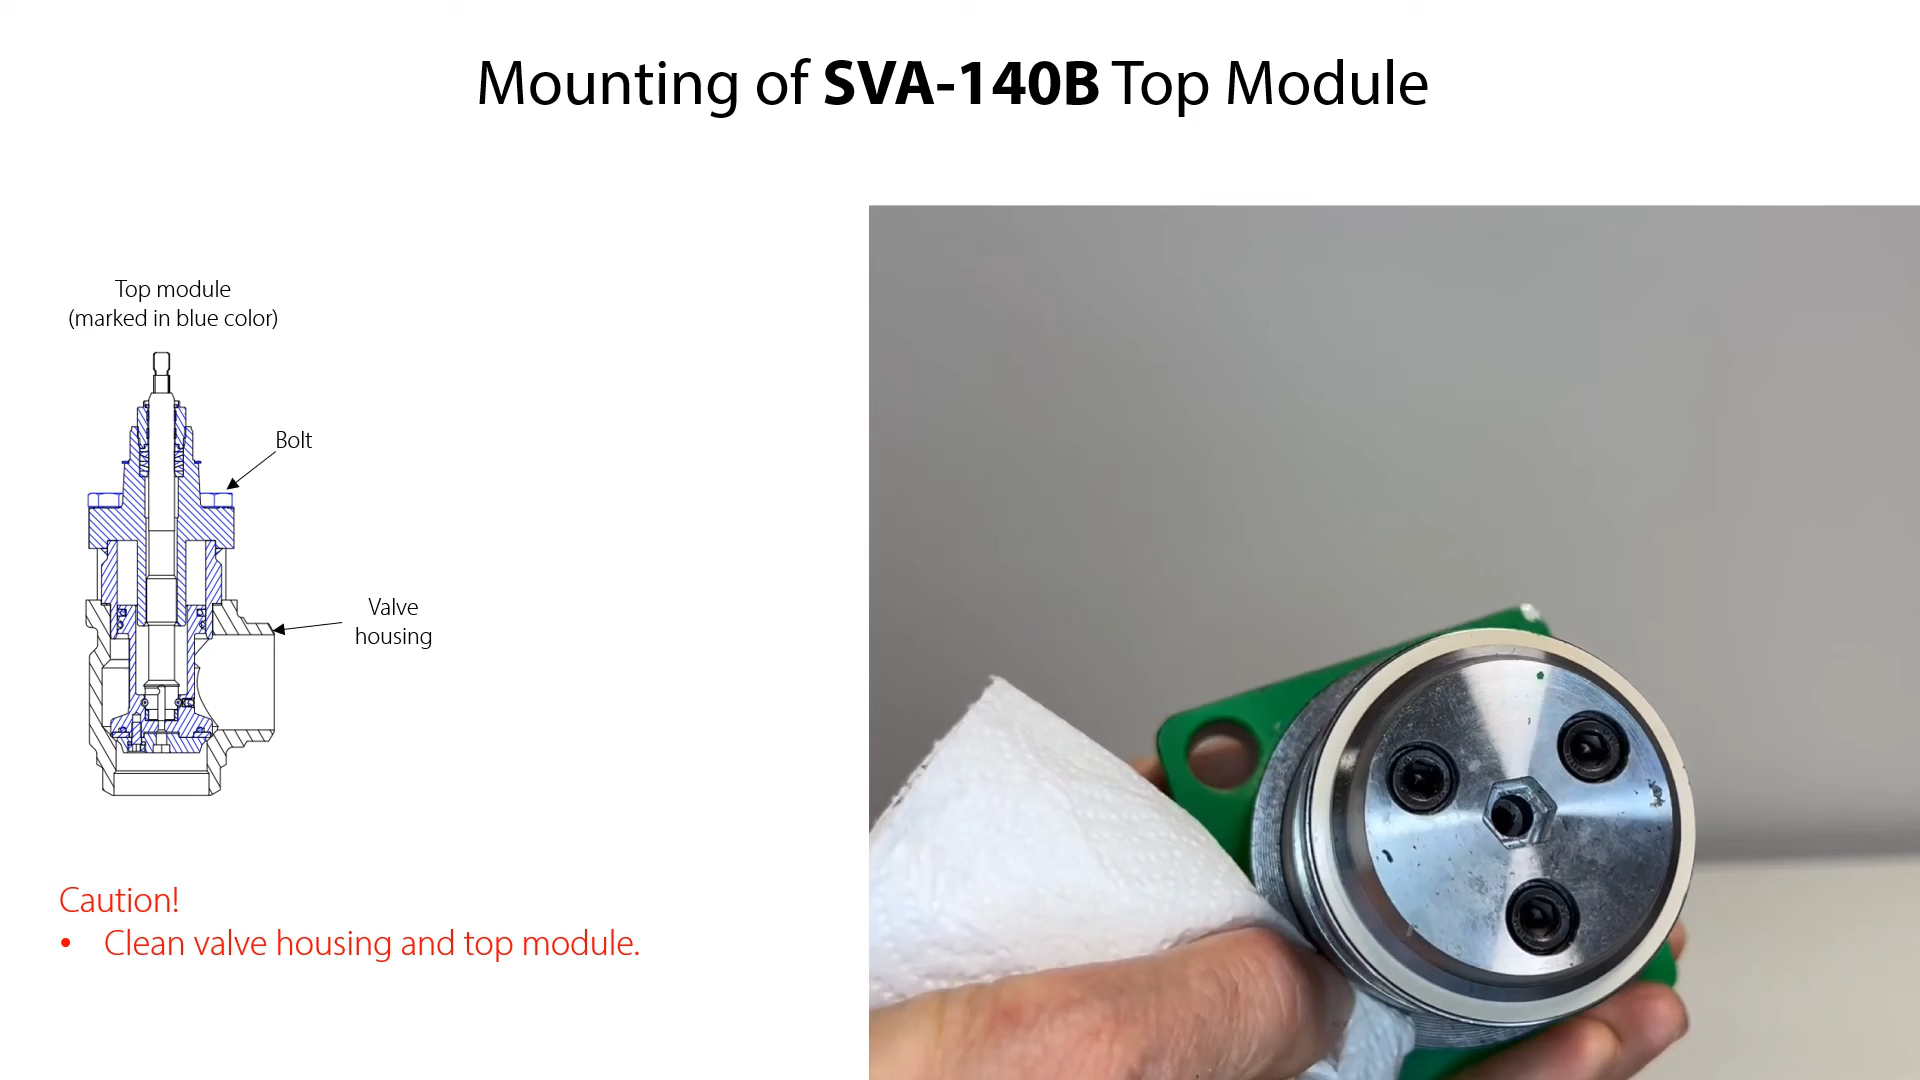 Mounting of SVA-140B Top Module
Top module
(marked in blue color)
Bolt
Valve
housing
Caution!
• Clean valve housing and top module.